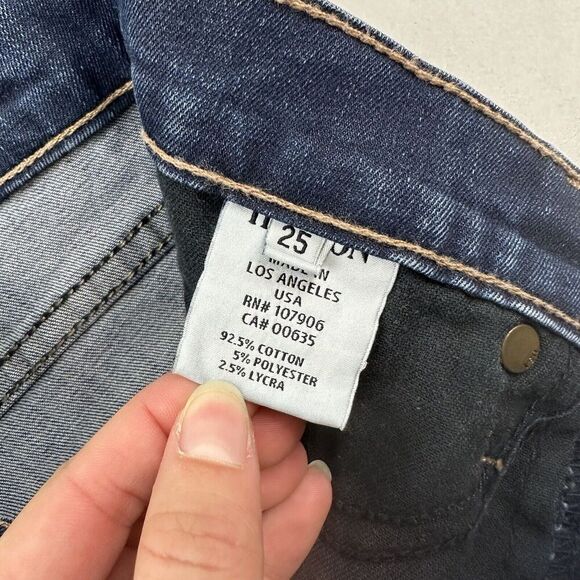 25
MADE IN
LOS ANGELES
USA
RN# 107906
CA# 00635
92.5% COTTON
5% POLYESTER
2.5% LYCRA